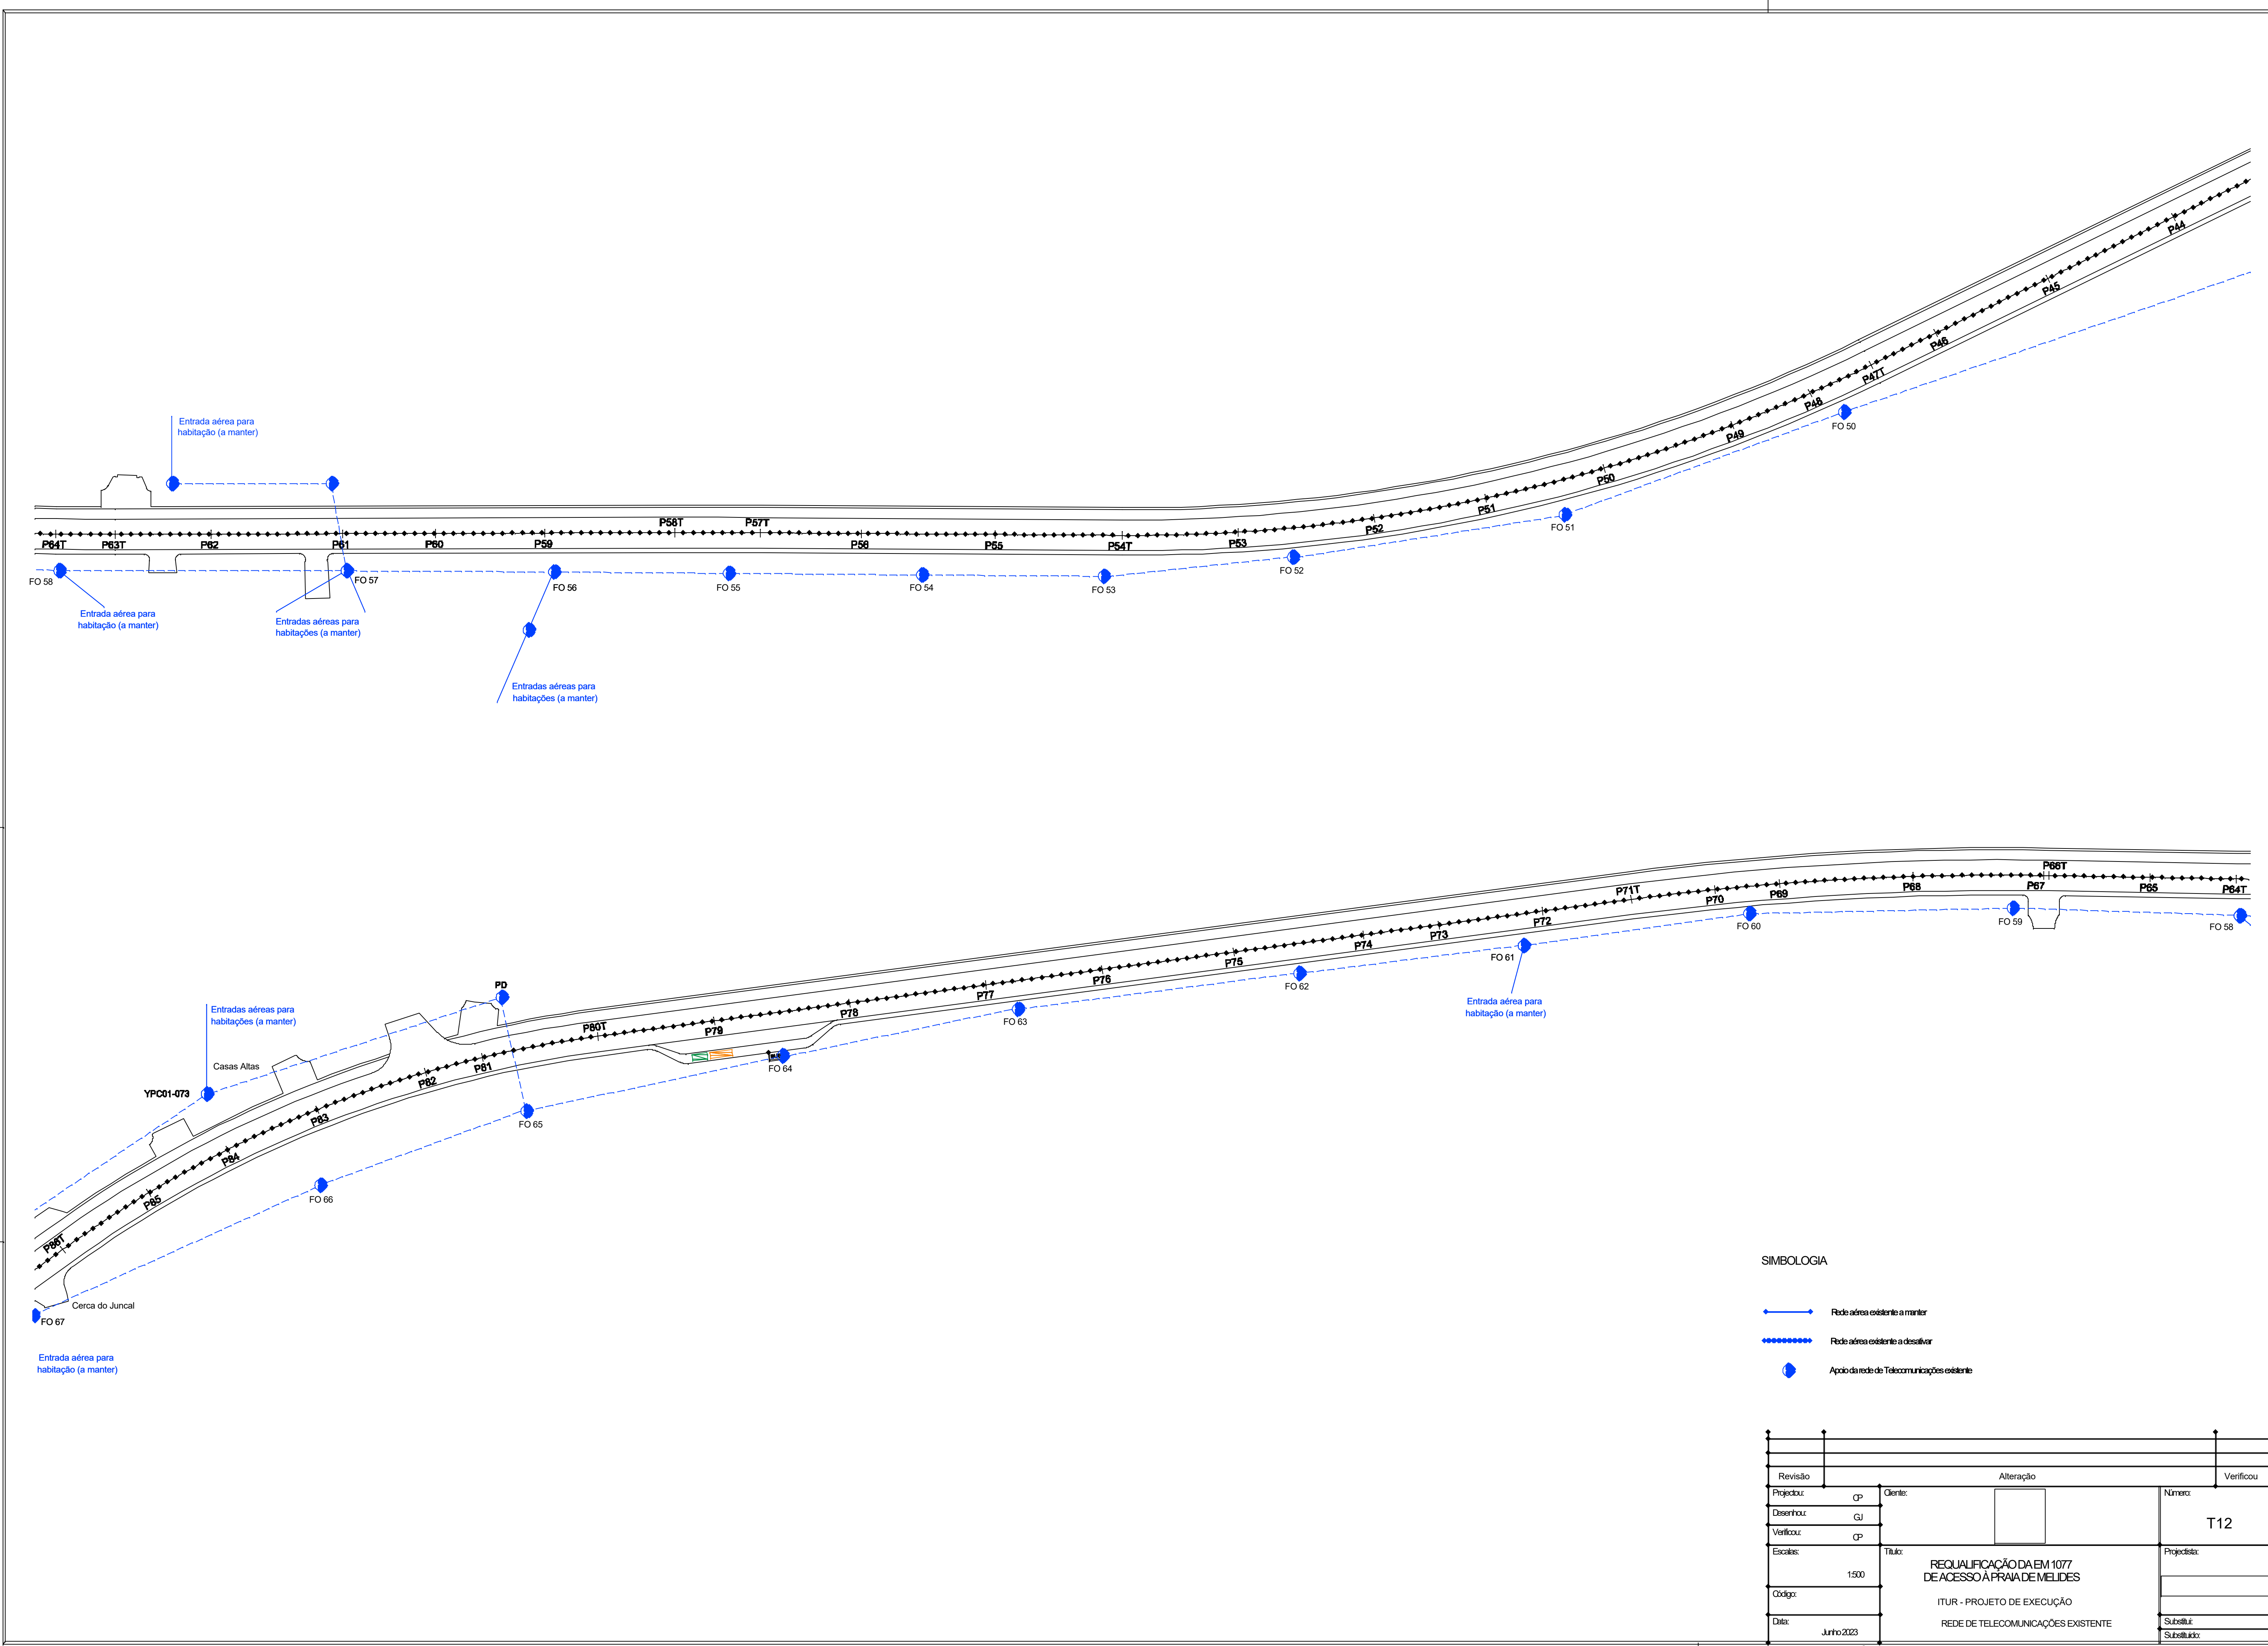 P44
P45
P46
P47T
P48
FO 50
P49
P50
P51
FO 51
P52
P53
FO 52
Entrada aérea para
habitação (a manter)
P64T
P63T
P62
P61
P60
P59
P58T
P57T
P56
P55
P54T
FO 58
FO 57
FO 56
FO 55
FO 54
FO 53
Entrada aérea para
habitação (a manter)
Entradas aéreas para
habitações (a manter)
Entradas aéreas para
habitações (a manter)
P66T
P71T
P70
P69
P68
P67
P65
P64T
FO 60
FO 59
FO 58
P72
P73
P74
P75
P76
P77
P78
P79
P80T
P81
P82
P83
P84
P85
P86T
FO 61
FO 62
FO 63
FO 64
FO 65
FO 66
FO 67
Entrada aérea para
habitação (a manter)
PD
Entradas aéreas para
habitações (a manter)
Casas Altas
YPC01-073
Cerca do Juncal
Entrada aérea para
habitação (a manter)
SIMBOLOGIA
Rede aérea existente a manter
Rede aérea existente a desativar
Apoio da rede de Telecomunicações existente
Revisão
Alteração
Verificou
Projectou:
CP
Cliente:
Número:
Desenhou:
GJ
T12
Verificou:
CP
Escalas:
1:500
Título:
REQUALIFICAÇÃO DA EM 1077
DE ACESSO À PRAIA DE MELIDES
Projectista:
Código:
ITUR - PROJETO DE EXECUÇÃO
Data:
Junho 2023
REDE DE TELECOMUNICAÇÕES EXISTENTE
Substitui:
Substituido: